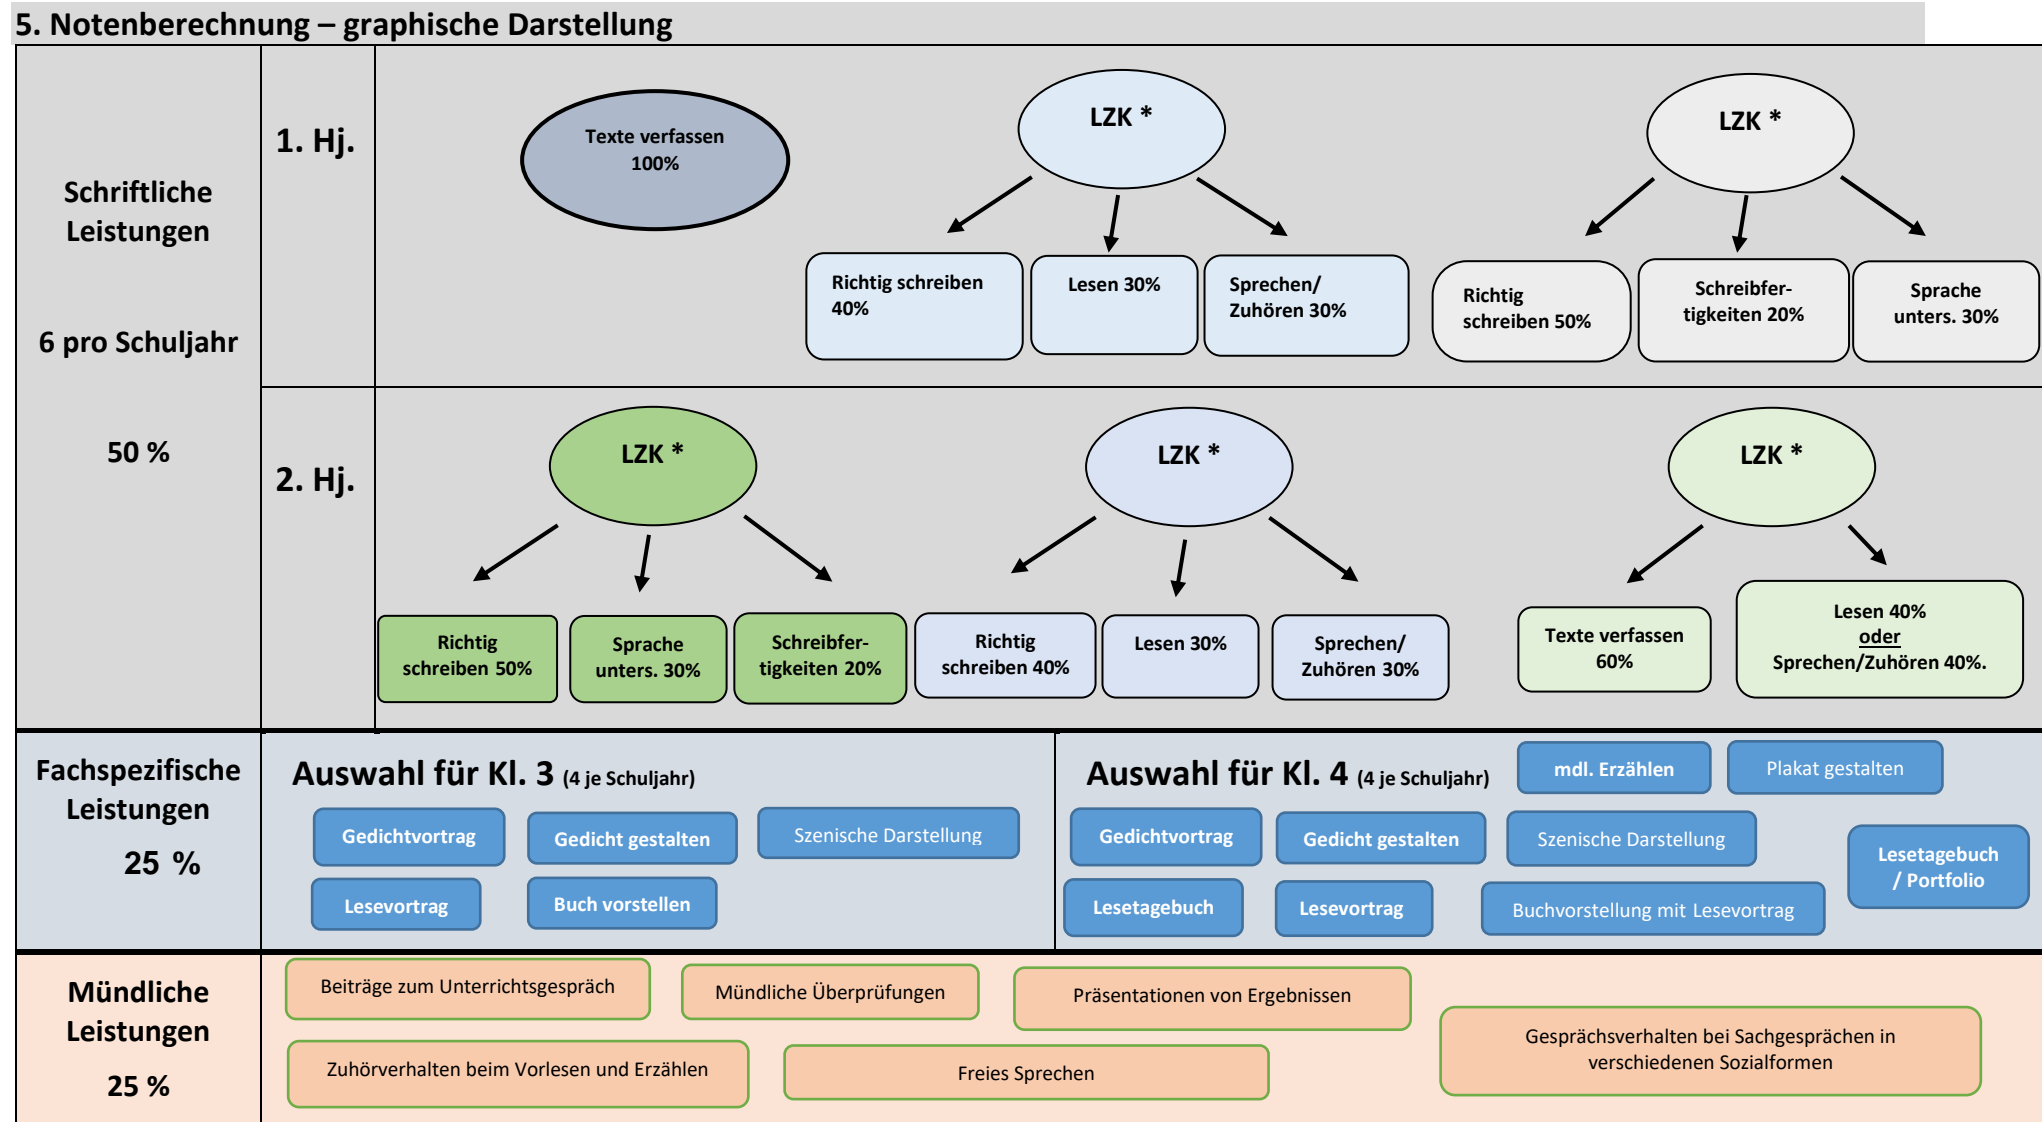 5. Notenberechnung – graphische Darstellung
Schriftliche
Leistungen
6 pro Schuljahr
50 %
1. Hj.
Texte verfassen
100%
LZK *
Richtig schreiben
40%
Lesen 30%
Sprechen/
Zuhören 30%
LZK *
Richtig
schreiben 50%
Schreibfer-
tigkeiten 20%
Sprache
unters. 30%
2. Hj.
LZK *
Richtig
schreiben 50%
Sprache
unters. 30%
Schreibfer-
tigkeiten 20%
LZK *
Richtig
schreiben 40%
Lesen 30%
Sprechen/
Zuhören 30%
LZK *
Texte verfassen
60%
Lesen 40%
oder
Sprechen/Zuhören 40%.
Fachspezifische
Leistungen
25 %
Auswahl für Kl. 3 (4 je Schuljahr)
Gedichtvortrag
Gedicht gestalten
Szenische Darstellung
Lesevortrag
Buch vorstellen
Auswahl für Kl. 4 (4 je Schuljahr)
mdl. Erzählen
Plakat gestalten
Gedichtvortrag
Gedicht gestalten
Szenische Darstellung
Lesetagebuch
/ Portfolio
Lesetagebuch
Lesevortrag
Buchvorstellung mit Lesevortrag
Mündliche
Leistungen
25 %
Beiträge zum Unterrichtsgespräch
Mündliche Überprüfungen
Präsentationen von Ergebnissen
Gesprächsverhalten bei Sachgesprächen in
verschiedenen Sozialformen
Zuhörverhalten beim Vorlesen und Erzählen
Freies Sprechen